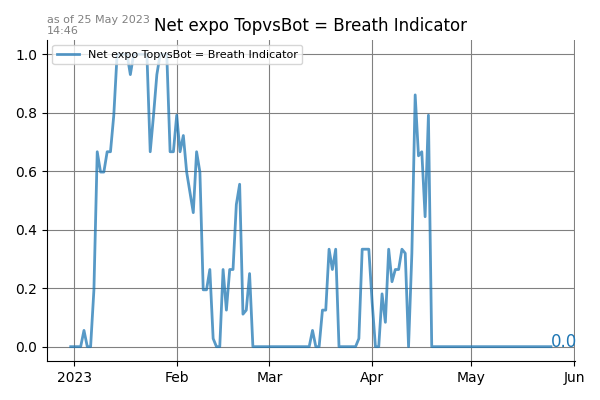 as of 25 May 2023
14:46
Net expo TopvsBot = Breath Indicator
Net expo TopvsBot = Breath Indicator
1.0
0.8
0.6
0.4
0.2
0.0
0.0
2023 Feb Mar Apr May Jun